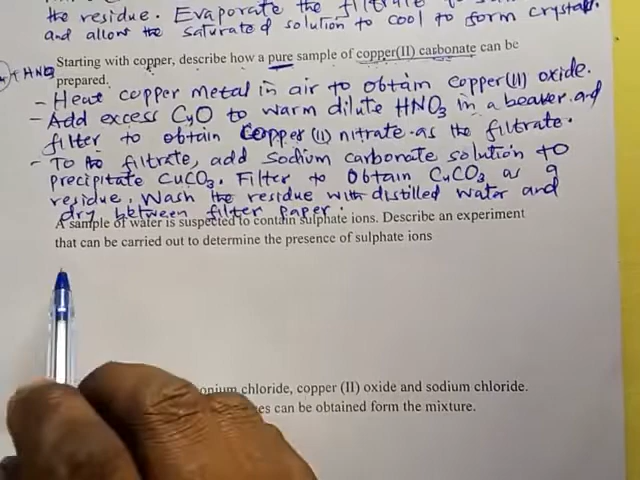 the residue. Evaporate the filtrate to
and allow the saturated solution to cool to form crystals.
Starting with copper, describe how a pure sample of copper(II) carbonate can be
+ HNO3
prepared.
- Heat copper metal in air to obtain copper(II) oxide.
- Add excess CuO to warm dilute HNO3 in a beaker and
filter to obtain Copper (II) nitrate as the filtrate.
- To filtrate, add Sodium carbonate solution to
precipitate CuCO3. Filter to obtain CuCO3 as a
residue. Wash the residue with distilled water and
dry between filter paper.
A sample of water is suspected to contain sulphate ions. Describe an experiment
that can be carried out to determine the presence of sulphate ions
onium chloride, copper (II) oxide and sodium chloride.
es can be obtained form the mixture.